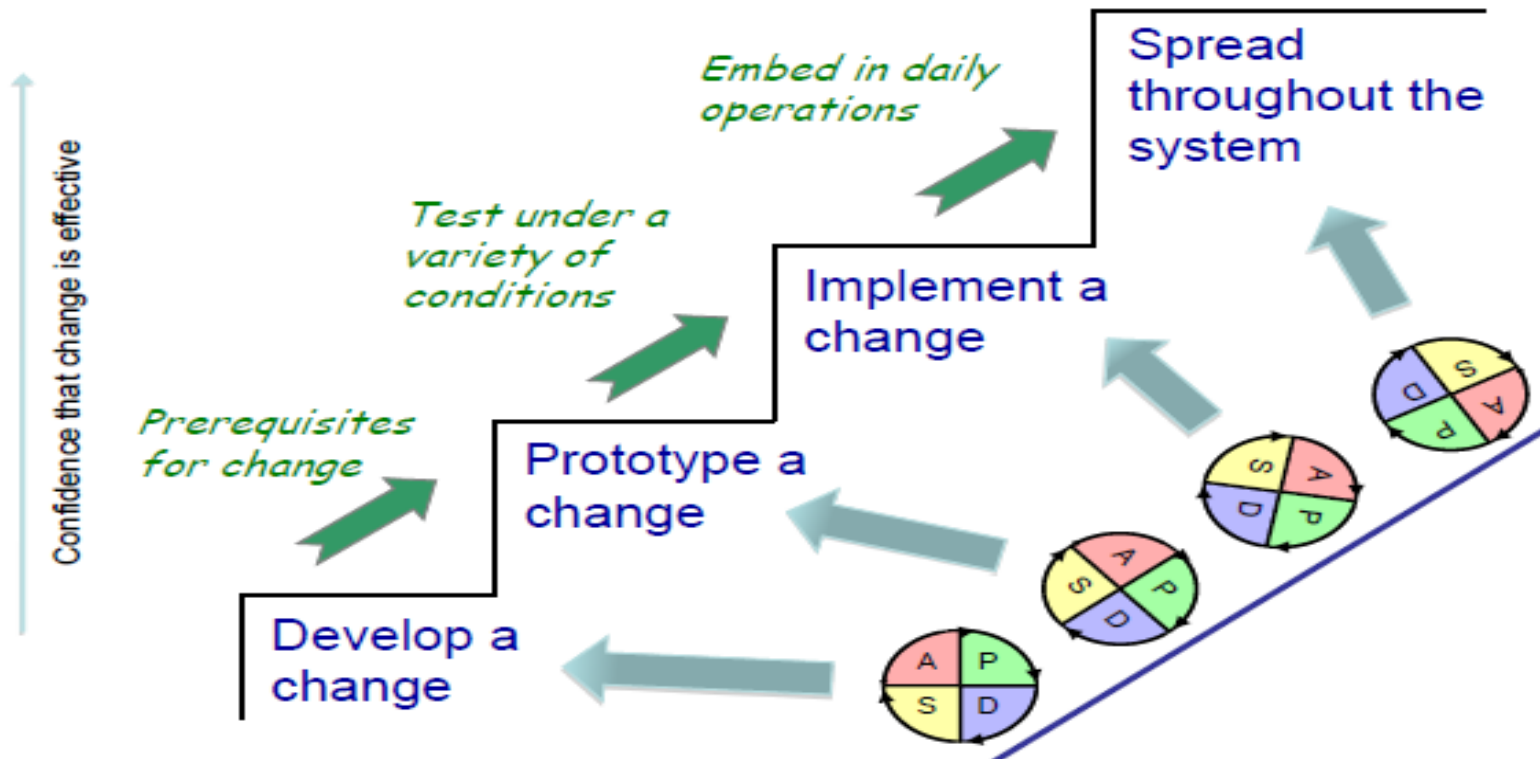 Spread
throughout the
system
Embed in daily
operations
Confidence that change is effective
Test under a
variety of
conditions
Implement a
change
Prerequisites
for change
Prototype a
change
Develop a
change
S
D
A
P
S
A
D
P
A
S
P
D
A
P
S
D